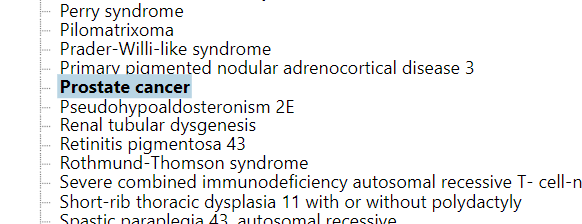 Perry syndrome
Pilomatrixoma
Prader-Willi-like syndrome
Primary pigmented nodular adrenocortical disease 3
Prostate cancer
Pseudohypoaldosteronism 2E
Renal tubular dysgenesis
Retinitis pigmentosa 43
Rothmund-Thomson syndrome
Severe combined immunodeficiency autosomal recessive T- cell-n
Short-rib thoracic dysplasia 11 with or without polydactyly
Spastic paraplegia 43, autosomal recessive